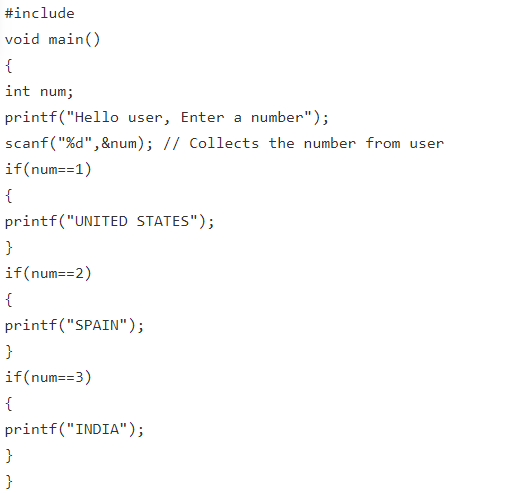 #include
void main()
{
int num;
printf("Hello user, Enter a number");
scanf("%d",&num); // Collects the number from user
if(num==1)
{
printf("UNITED STATES");
}
if(num==2)
{
printf("SPAIN");
}
if(num==3)
{
printf("INDIA");
}
}